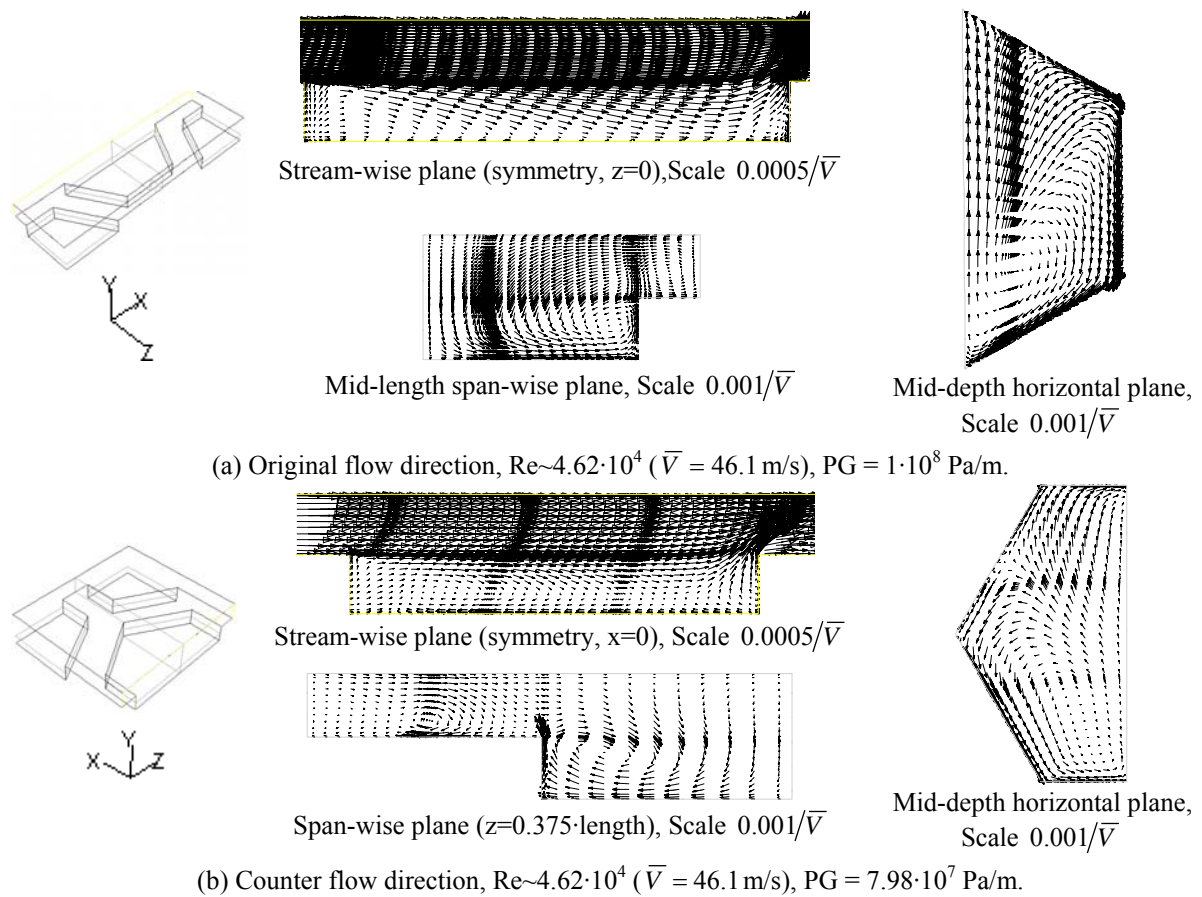 Stream-wise plane (symmetry, z=0),Scale 0.0005/V̅
Y
X
Z
Mid-length span-wise plane, Scale 0.001/V̅
Mid-depth horizontal plane,
Scale 0.001/V̅
(a) Original flow direction, Re~4.62·10⁴ (V̅ = 46.1 m/s), PG = 1·10⁸ Pa/m.
Stream-wise plane (symmetry, x=0), Scale 0.0005/V̅
Y
X
Z
Span-wise plane (z=0.375·length), Scale 0.001/V̅
Mid-depth horizontal plane,
Scale 0.001/V̅
(b) Counter flow direction, Re~4.62·10⁴ (V̅ = 46.1 m/s), PG = 7.98·10⁷ Pa/m.